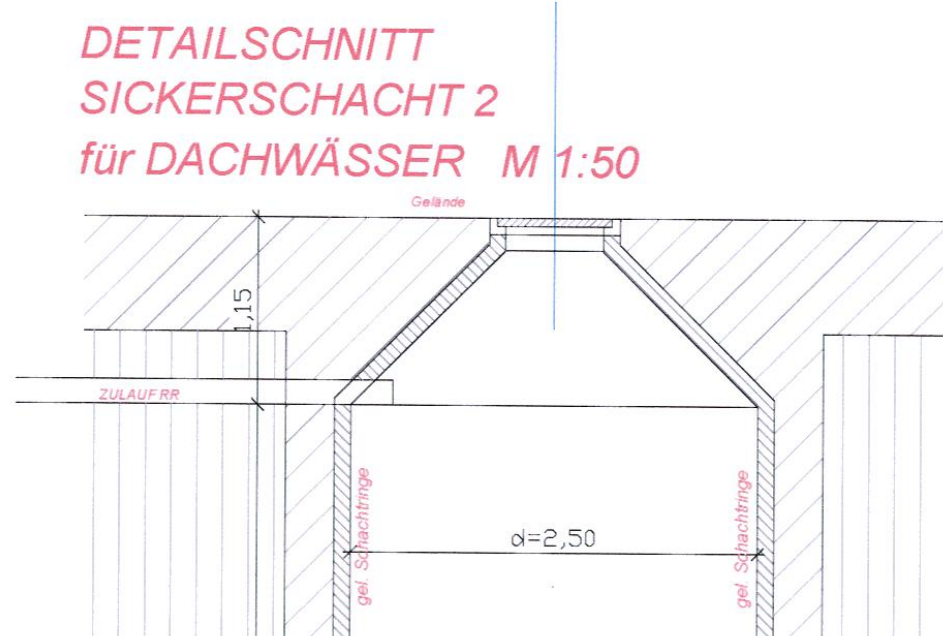 DETAILSCHNITT
SICKERSCHACHT 2
für DACHWÄSSER M 1:50
Gelände
1,15
ZULAUF RR
gel. Schachtringe
d=2,50
gel. Schachtringe